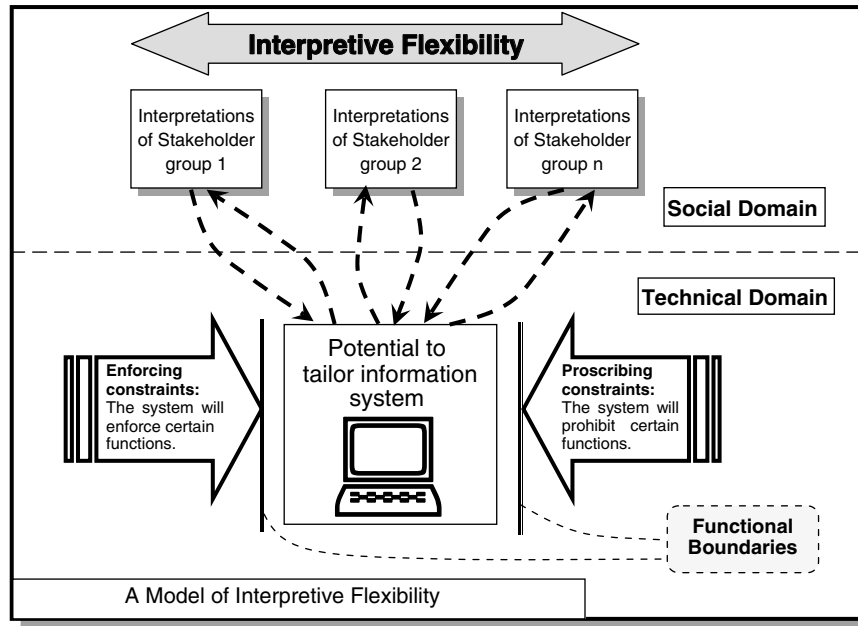 Interpretive Flexibility
Interpretations
of Stakeholder
group 1
Interpretations
of Stakeholder
group 2
Interpretations
of Stakeholder
group n
Social Domain
Technical Domain
Enforcing
constraints:
The system will
enforce certain
functions.
Potential to
tailor information
system
Proscribing
constraints:
The system will
prohibit certain
functions.
Functional
Boundaries
A Model of Interpretive Flexibility